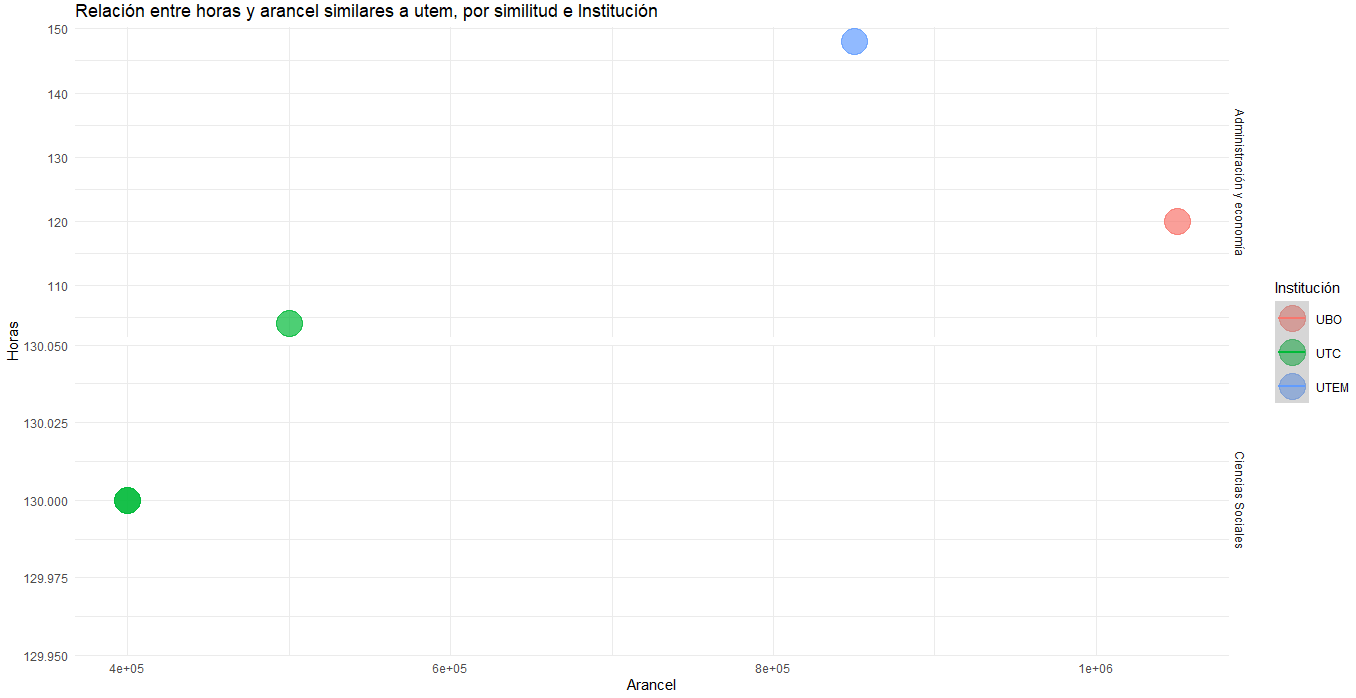 Relación entre horas y arancel similares a utem, por similitud e Institución
150
140
130
120
110
130.050
130.025
130.000
129.975
129.950
Horas
Administración y economía
Ciencias Sociales
4e+05
6e+05
8e+05
1e+06
Arancel
Institución
UBO
UTC
UTEM